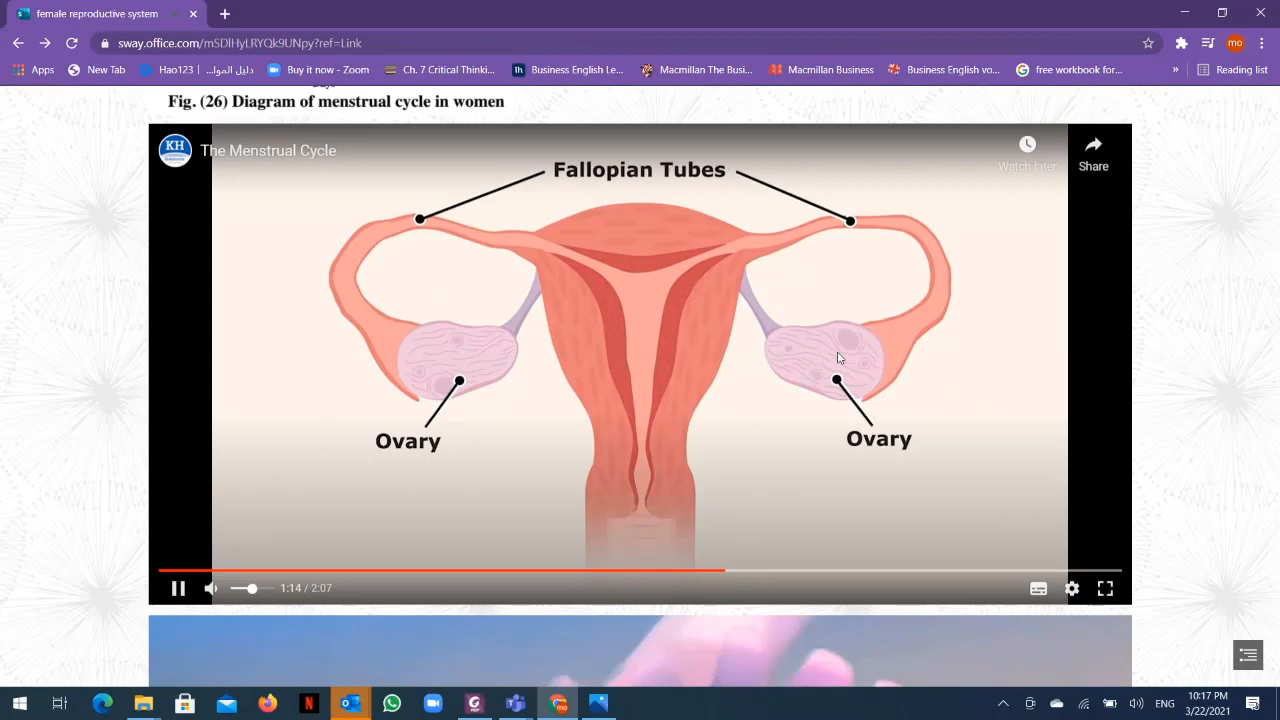 female reproductive system
sway.office.com/mSDlHyLRYQk9UNpy?ref=Link
mo
Apps
New Tab
Hao123
دليل الموا...
Buy it now - Zoom
Ch. 7 Critical Thinki...
Business English Le...
Macmillan The Busi...
Macmillan Business
Business English vo...
free workbook for...
»
Reading list
Fig. (26) Diagram of menstrual cycle in women
KH
The Menstrual Cycle
Watch later
Share
Fallopian Tubes
Ovary
Ovary
1:14 / 2:07
ENG
10:17 PM
3/22/2021